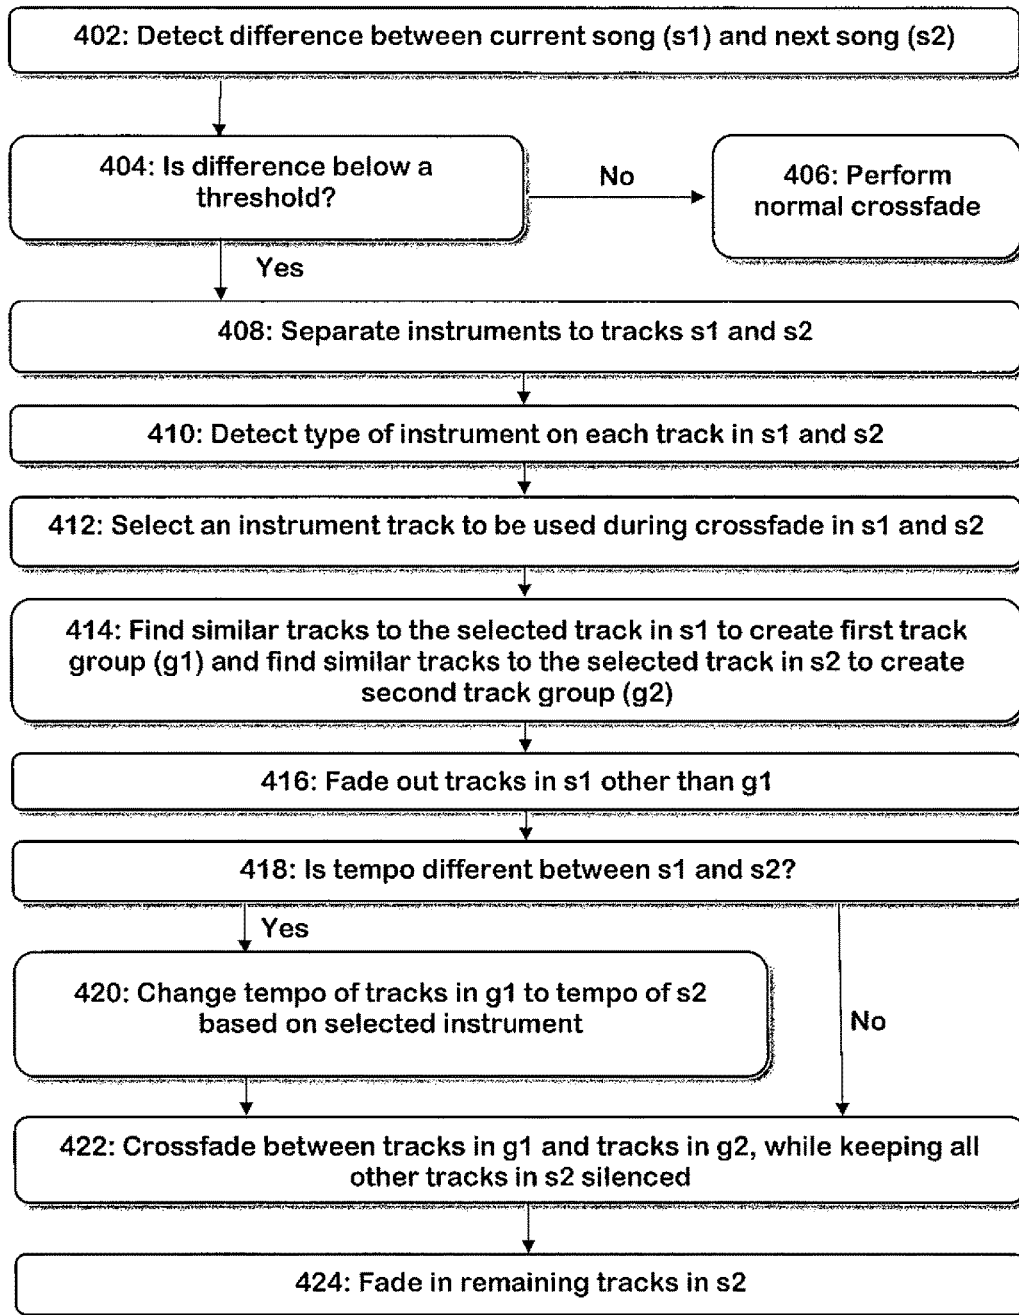 402: Detect difference between current song (s1) and next song (s2)
404: Is difference below a
threshold?
No
406: Perform
normal crossfade
Yes
408: Separate instruments to tracks s1 and s2
410: Detect type of instrument on each track in s1 and s2
412: Select an instrument track to be used during crossfade in s1 and s2
414: Find similar tracks to the selected track in s1 to create first track
group (g1) and find similar tracks to the selected track in s2 to create
second track group (g2)
416: Fade out tracks in s1 other than g1
418: Is tempo different between s1 and s2?
Yes
420: Change tempo of tracks in g1 to tempo of s2
based on selected instrument
No
422: Crossfade between tracks in g1 and tracks in g2, while keeping all
other tracks in s2 silenced
424: Fade in remaining tracks in s2